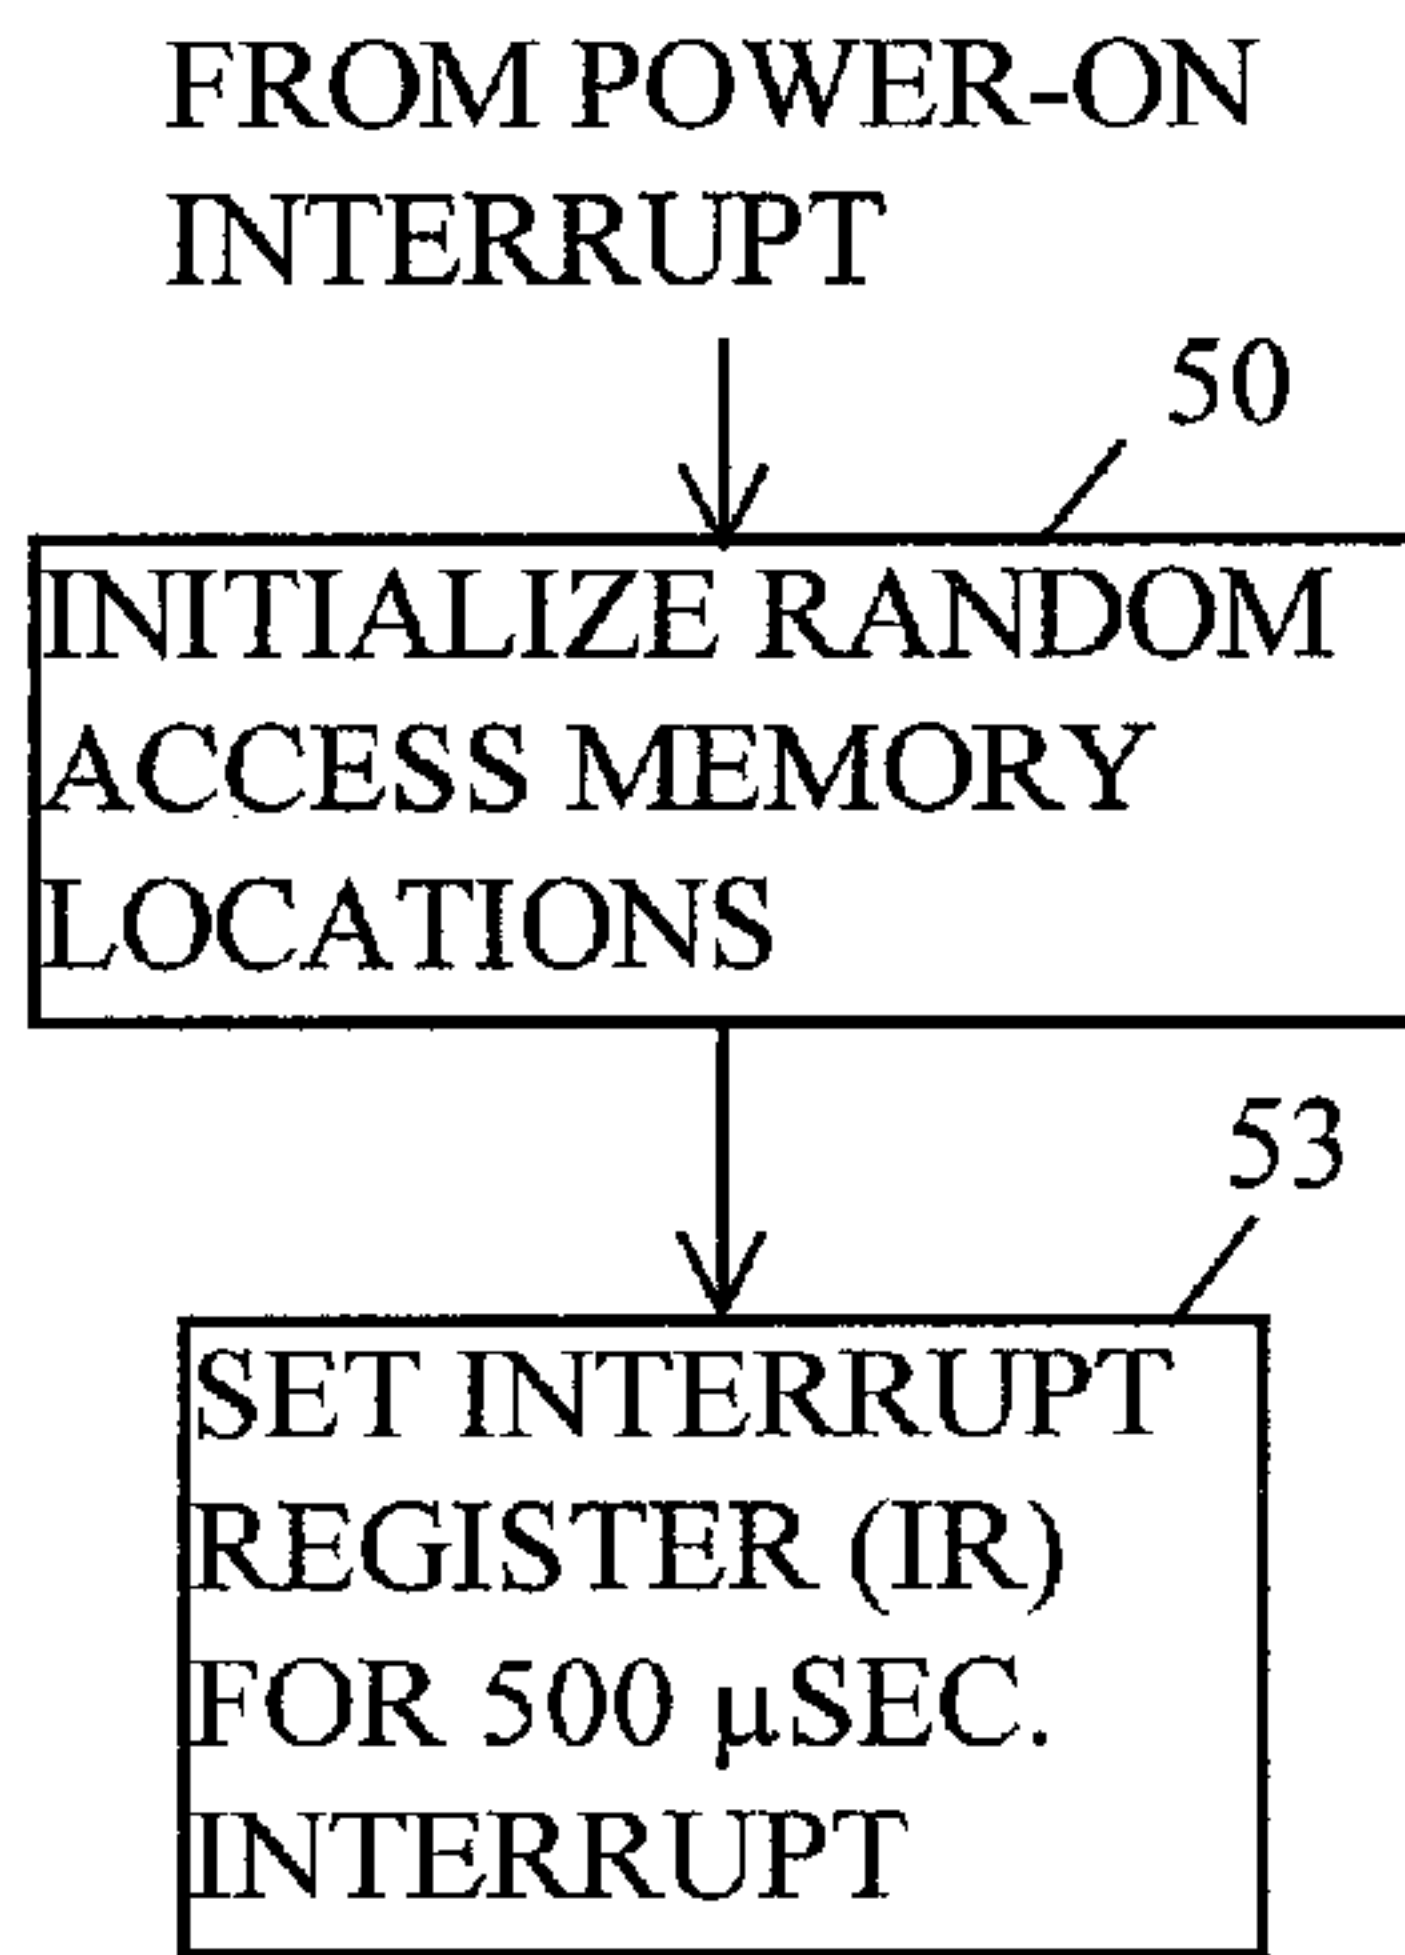 FROM POWER-ON
INTERRUPT
50
INITIALIZE RANDOM
ACCESS MEMORY
LOCATIONS
53
SET INTERRUPT
REGISTER (IR)
FOR 500 µSEC.
INTERRUPT